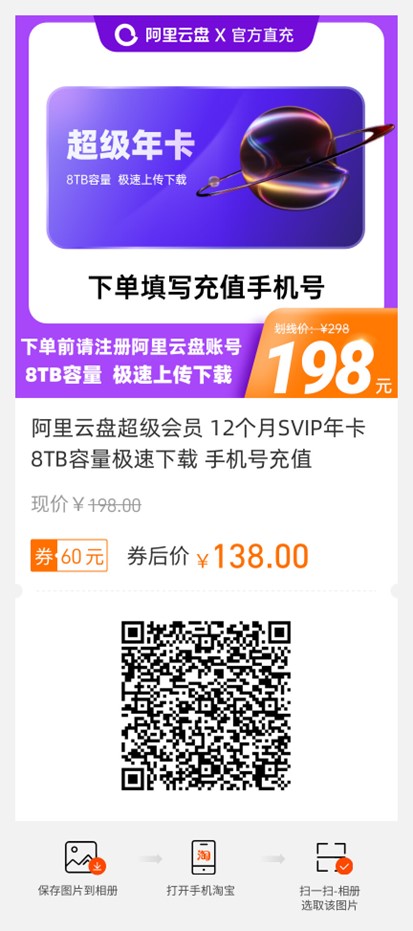 阿里云盘 X 官方直充
超级年卡
8TB容量 极速上传下载
下单填写充值手机号
划线价：¥298
下单前请注册阿里云盘账号
8TB容量 极速上传下载
198元
阿里云盘超级会员 12个月SVIP年卡
8TB容量极速下载 手机号充值
现价￥198.00
券 60元 券后价 ￥138.00
淘
保存图片到相册 打开手机淘宝 扫一扫-相册
选取该图片